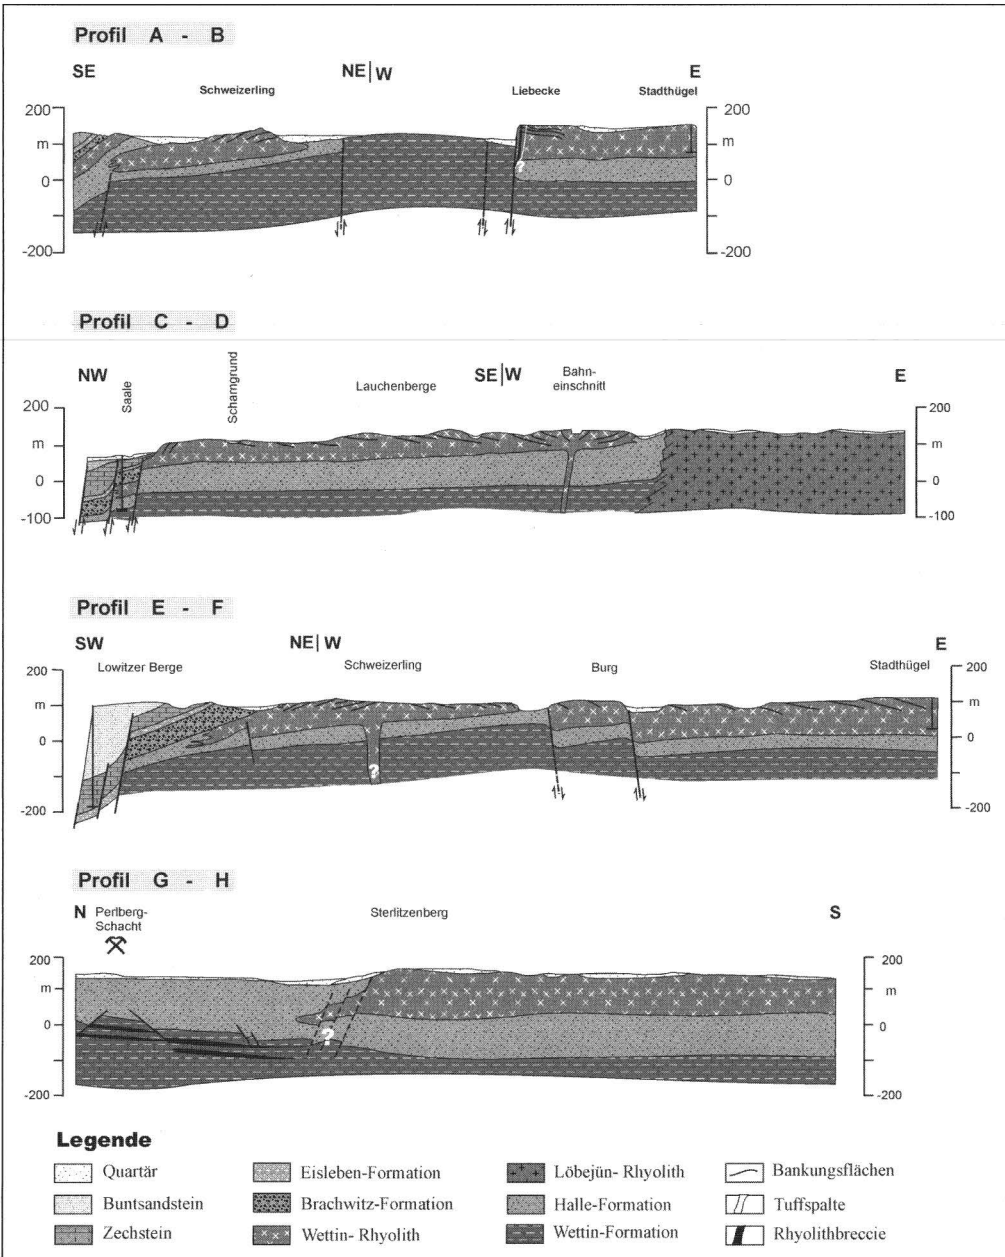 Profil A - B
SE NE W E
Schweizerling Liebecke Stadthügel
200 200
m m
0 0
?
-200 -200
Profil C - D
NW SE W E
Saale Scharngrund Lauchenberge Bahn-
einschnitt
200 200
m m
0 0
-100 -100
Profil E - F
SW NE W E
Lowitzer Berge Schweizerling Burg Stadthügel
200 200
m m
0 0
?
-200 -200
Profil G - H
N Perlberg- Sterlitzenberg S
Schacht
200 200
m m
0 0
?
-200 -200
Legende
Quartär Eisleben-Formation Löbejün- Rhyolith Bankungsflächen
Buntsandstein Brachwitz-Formation Halle-Formation Tuffspalte
Zechstein Wettin- Rhyolith Wettin-Formation Rhyolithbreccie